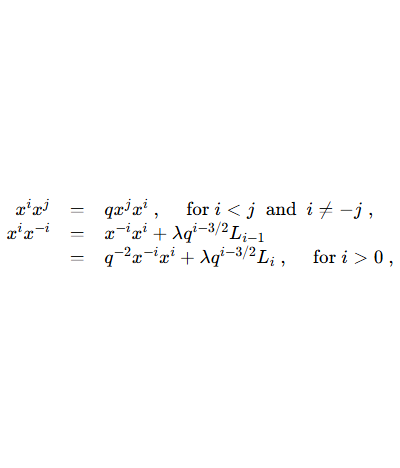 x^i x^j = q x^j x^i , for i < j and i ≠ −j ,
x^i x^{−i} = x^{−i} x^i + λ q^{i−3/2} L_{i−1}
= q^{−2} x^{−i} x^i + λ q^{i−3/2} L_i , for i > 0 ,